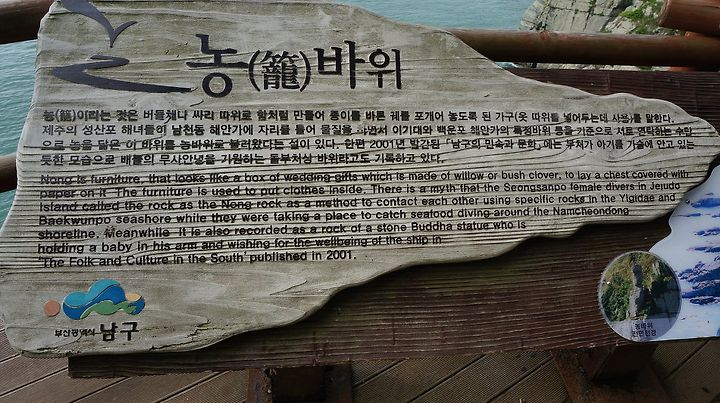 농(籠)바위
농(籠)이라는 것은 버들채나 싸리 따위로 함처럼 만들어 종이를 바른 궤를 포개어 놓도록 된 가구(옷 따위를 넣어두는데 사용)를 말한다.
제주의 성산포 해녀들이 남천동 해안가에 자리를 틀어 물질을 하면서 이기대와 백운포 해안가의 특정바위 등을 기준으로 서로 연락하는 수단
으로 농을 닮은 이 바위를 농바위로 불러왔다는 설이 있다. 한편 2001년 발간된 「남구의 민속과 문화」에는 부처가 아기를 가슴에 안고 있는
듯한 모습으로 배들의 무사안녕을 기원하는 돌부처상 바위라고도 기록하고 있다.
Nong is furniture, that looks like a box of wedding gifts which is made of willow or bush clover, to lay a chest covered with
paper on it. The furniture is used to put clothes inside. There is a myth that the Seongsanpo female divers in Jejudo
island called the rock as the Nong rock as a method to contact each other using specific rocks in the Yigidae and
Baekwunpo seashore while they were taking a place to catch seafood diving around the Namcheondong
shoreline. Meanwhile it is also recorded as a rock of a stone Buddha statue who is
holding a baby in his arm and wishing for the wellbeing of the ship in
'The Folk and Culture in the South' published in 2001.
부산광역시 남구
농바위
전면전경